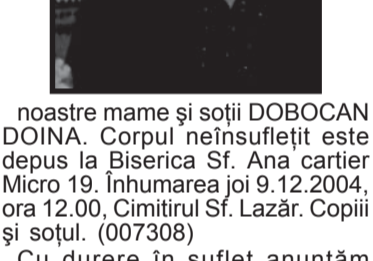 noastre mame şi soţii DOBOCAN
DOINA. Corpul neînsufleţit este
depus la Biserica Sf. Ana cartier
Micro 19. Înhumarea joi 9.12.2004,
ora 12.00, Cimitirul Sf. Lazăr. Copiii
şi soţul. (007308)
Cu durere în suflet anunţăm